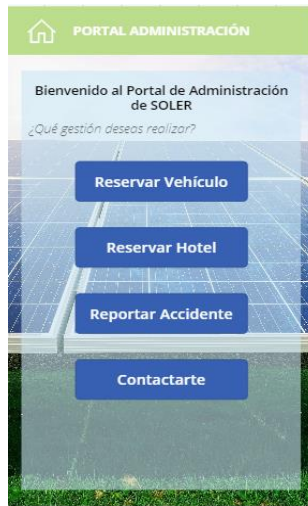 PORTAL ADMINISTRACIÓN
Bienvenido al Portal de Administración
de SOLER
¿Qué gestión deseas realizar?
Reservar Vehículo
Reservar Hotel
Reportar Accidente
Contactarte